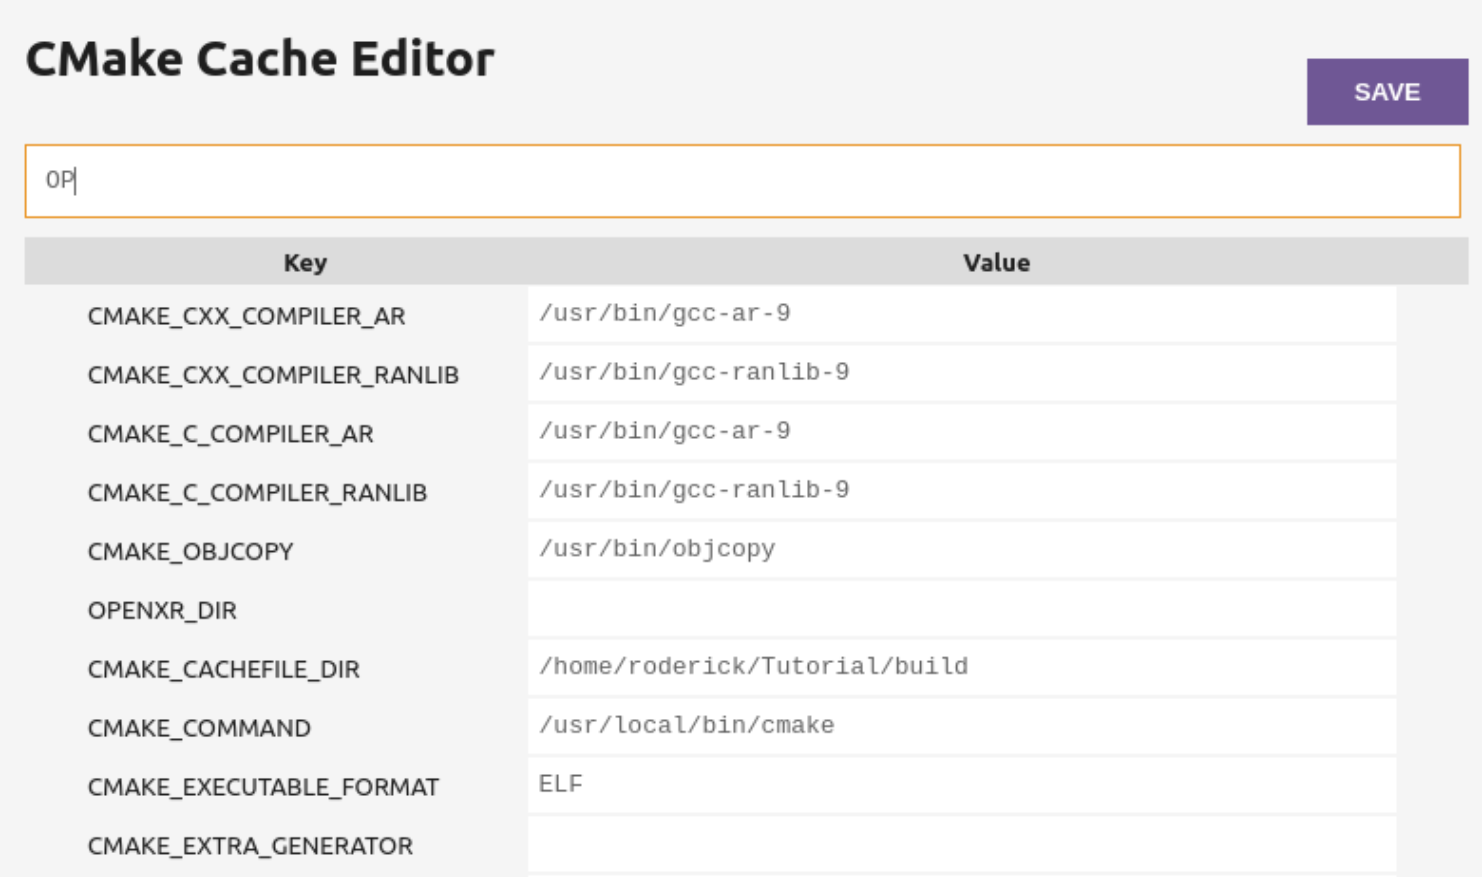 CMake Cache Editor
SAVE
OP
Key Value
CMAKE_CXX_COMPILER_AR /usr/bin/gcc-ar-9
CMAKE_CXX_COMPILER_RANLIB /usr/bin/gcc-ranlib-9
CMAKE_C_COMPILER_AR /usr/bin/gcc-ar-9
CMAKE_C_COMPILER_RANLIB /usr/bin/gcc-ranlib-9
CMAKE_OBJCOPY /usr/bin/objcopy
OPENXR_DIR
CMAKE_CACHEFILE_DIR /home/roderick/Tutorial/build
CMAKE_COMMAND /usr/local/bin/cmake
CMAKE_EXECUTABLE_FORMAT ELF
CMAKE_EXTRA_GENERATOR